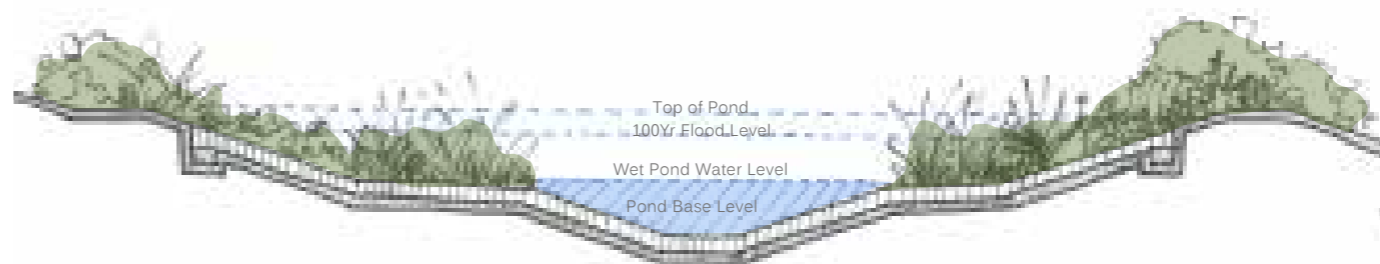 Top of Pond
100Yr Flood Level
Wet Pond Water Level
Pond Base Level